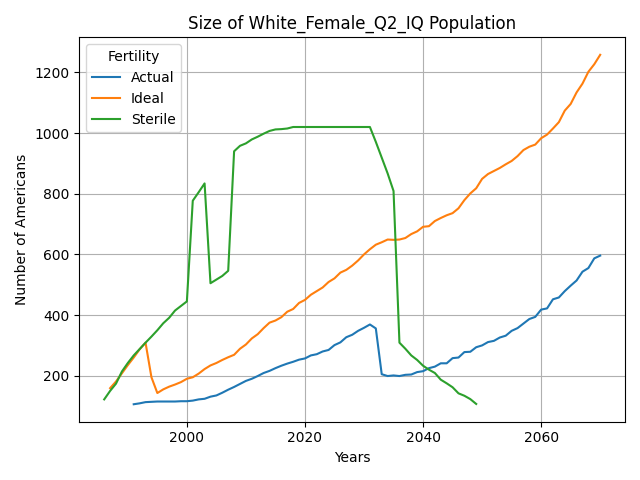 Size of White_Female_Q2_IQ Population
Fertility
Actual
Ideal
Sterile
Number of Americans
1200
1000
800
600
400
200
2000
2020
2040
2060
Years